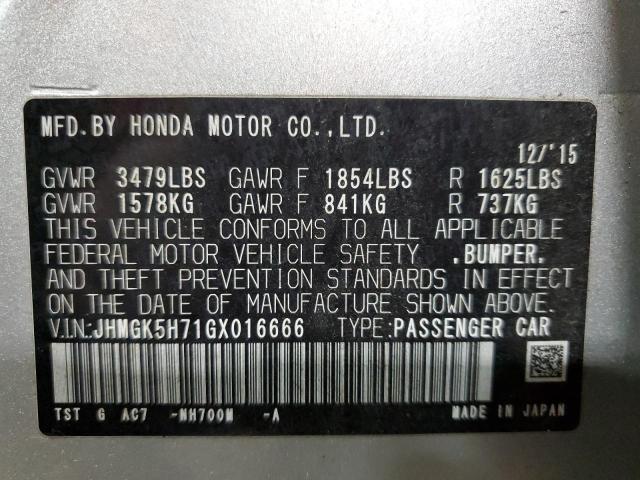 MFD.BY HONDA MOTOR CO.,LTD.
12/'15
GVWR 3479LBS GAWR F 1854LBS R 1625LBS
GVWR 1578KG GAWR F 841KG R 737KG
THIS VEHICLE CONFORMS TO ALL APPLICABLE
FEDERAL MOTOR VEHICLE SAFETY .BUMPER.
AND THEFT PREVENTION STANDARDS IN EFFECT
ON THE DATE OF MANUFACTURE SHOWN ABOVE.
V.IN:JHMGK5H71GX016666 TYPE:PASSENGER CAR
TST G AC7 -NH700M -A MADE IN JAPAN